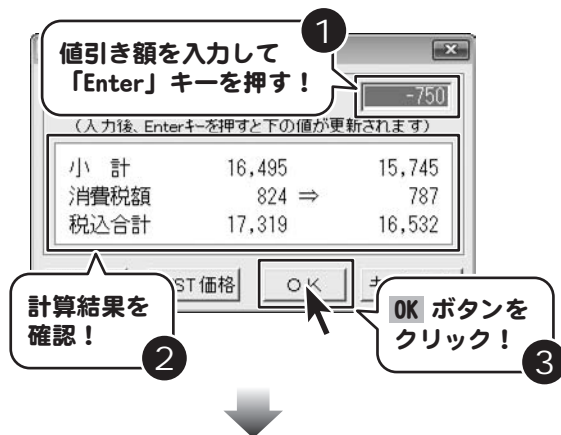 1
値引き額を入力して
「Enter」キーを押す！
-750
（入力後、Enterキーを押すと下の値が更新されます）
小 計 16,495 15,745
消費税額 824 ⇒ 787
税込合計 17,319 16,532
ST価格 OK キ
計算結果を
確認！
2
OK ボタンを
クリック！
3